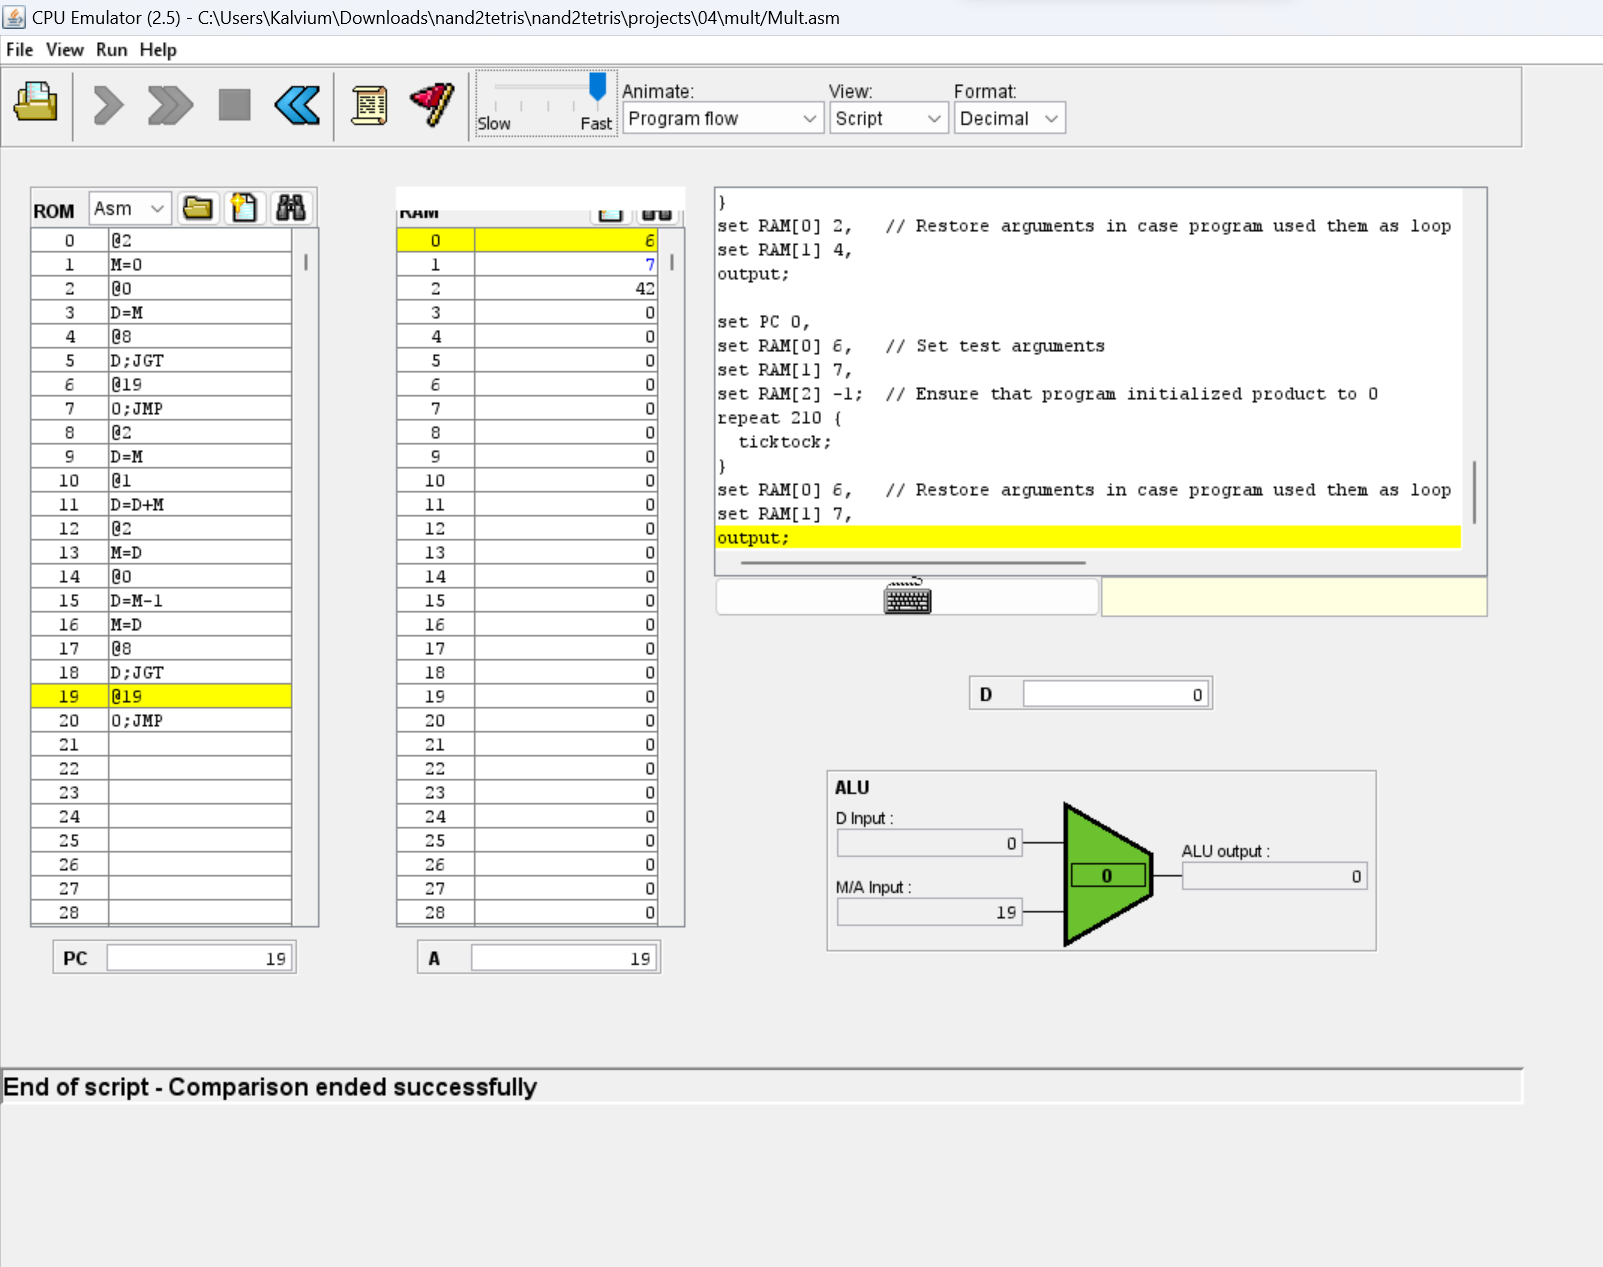 CPU Emulator (2.5) - C:\Users\Kalvium\Downloads\nand2tetris\nand2tetris\projects\04\mult/Mult.asm
File View Run Help
Slow Fast
Animate:
Program flow
View:
Script
Format:
Decimal
ROM Asm
0 @2
1 M=0
2 @0
3 D=M
4 @8
5 D;JGT
6 @19
7 0;JMP
8 @2
9 D=M
10 @1
11 D=D+M
12 @2
13 M=D
14 @0
15 D=M-1
16 M=D
17 @8
18 D;JGT
19 @19
20 0;JMP
21
22
23
24
25
26
27
28
PC 19
RAM
0 6
1 7
2 42
3 0
4 0
5 0
6 0
7 0
8 0
9 0
10 0
11 0
12 0
13 0
14 0
15 0
16 0
17 0
18 0
19 0
20 0
21 0
22 0
23 0
24 0
25 0
26 0
27 0
28 0
A 19
}
set RAM[0] 2,   // Restore arguments in case program used them as loop
set RAM[1] 4,
output;
set PC 0,
set RAM[0] 6,   // Set test arguments
set RAM[1] 7,
set RAM[2] -1;  // Ensure that program initialized product to 0
repeat 210 {
  ticktock;
}
set RAM[0] 6,   // Restore arguments in case program used them as loop
set RAM[1] 7,
output;
D 0
ALU
D Input :
0
M/A Input :
19
0
ALU output :
0
End of script - Comparison ended successfully